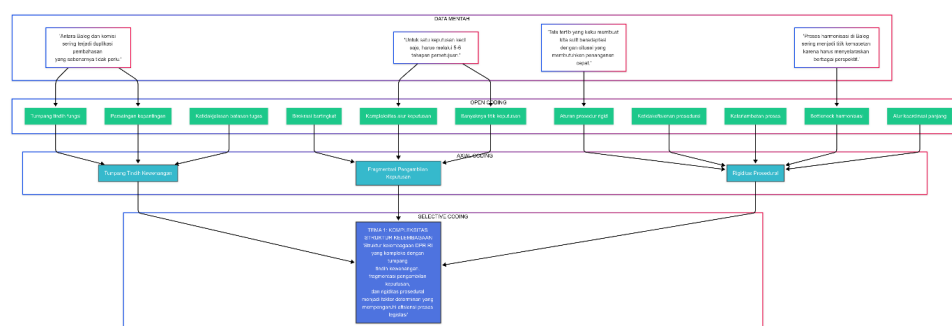 DATA MENTAH
"Antara Baleg dan komisi
sering terjadi duplikasi
pembahasan
yang sebenarnya tidak perlu."
"Untuk satu keputusan kecil
saja, harus melalui 5-6
tahapan persetujuan."
"Tata tertib yang kaku membuat
kita sulit beradaptasi
dengan situasi yang
membutuhkan penanganan
cepat."
"Proses harmonisasi di Baleg
sering menjadi titik kemacetan
karena harus menyelaraskan
berbagai perspektif."
OPEN CODING
Tumpang tindih fungsi
Persaingan kepentingan
Ketidakjelasan batasan tugas
Birokrasi bertingkat
Kompleksitas alur keputusan
Banyaknya titik keputusan
Aturan prosedur rigid
Ketidakefisienan prosedural
Keterlambatan proses
Bottleneck harmonisasi
Alur koordinasi panjang
AXIAL CODING
Tumpang Tindih Kewenangan
Fragmentasi Pengambilan
Keputusan
Rigiditas Prosedural
SELECTIVE CODING
TEMA 1: KOMPLEKSITAS
STRUKTUR KELEMBAGAAN
'Struktur kelembagaan DPR RI
yang kompleks dengan
tumpang
tindih kewenangan,
fragmentasi pengambilan
keputusan,
dan rigiditas prosedural
menjadi faktor determinan yang
mempengaruhi efisiensi proses
legislasi'